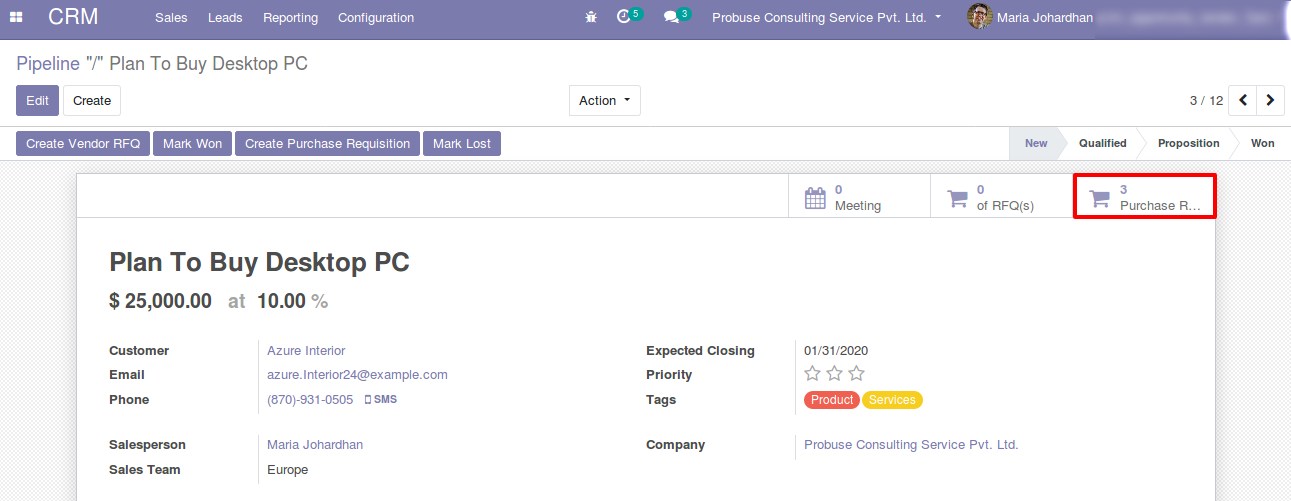 CRM Sales Leads Reporting Configuration 5 3 Probuse Consulting Service Pvt. Ltd. Maria Johardhan
Pipeline "/" Plan To Buy Desktop PC
Edit Create Action 3 / 12
Create Vendor RFQ Mark Won Create Purchase Requisition Mark Lost New Qualified Proposition Won
0 0 3
Meeting of RFQ(s) Purchase R...
Plan To Buy Desktop PC
$ 25,000.00 at 10.00 %
Customer Azure Interior Expected Closing 01/31/2020
Email azure.Interior24@example.com Priority
Phone (870)-931-0505 SMS Tags Product Services
Salesperson Maria Johardhan Company Probuse Consulting Service Pvt. Ltd.
Sales Team Europe